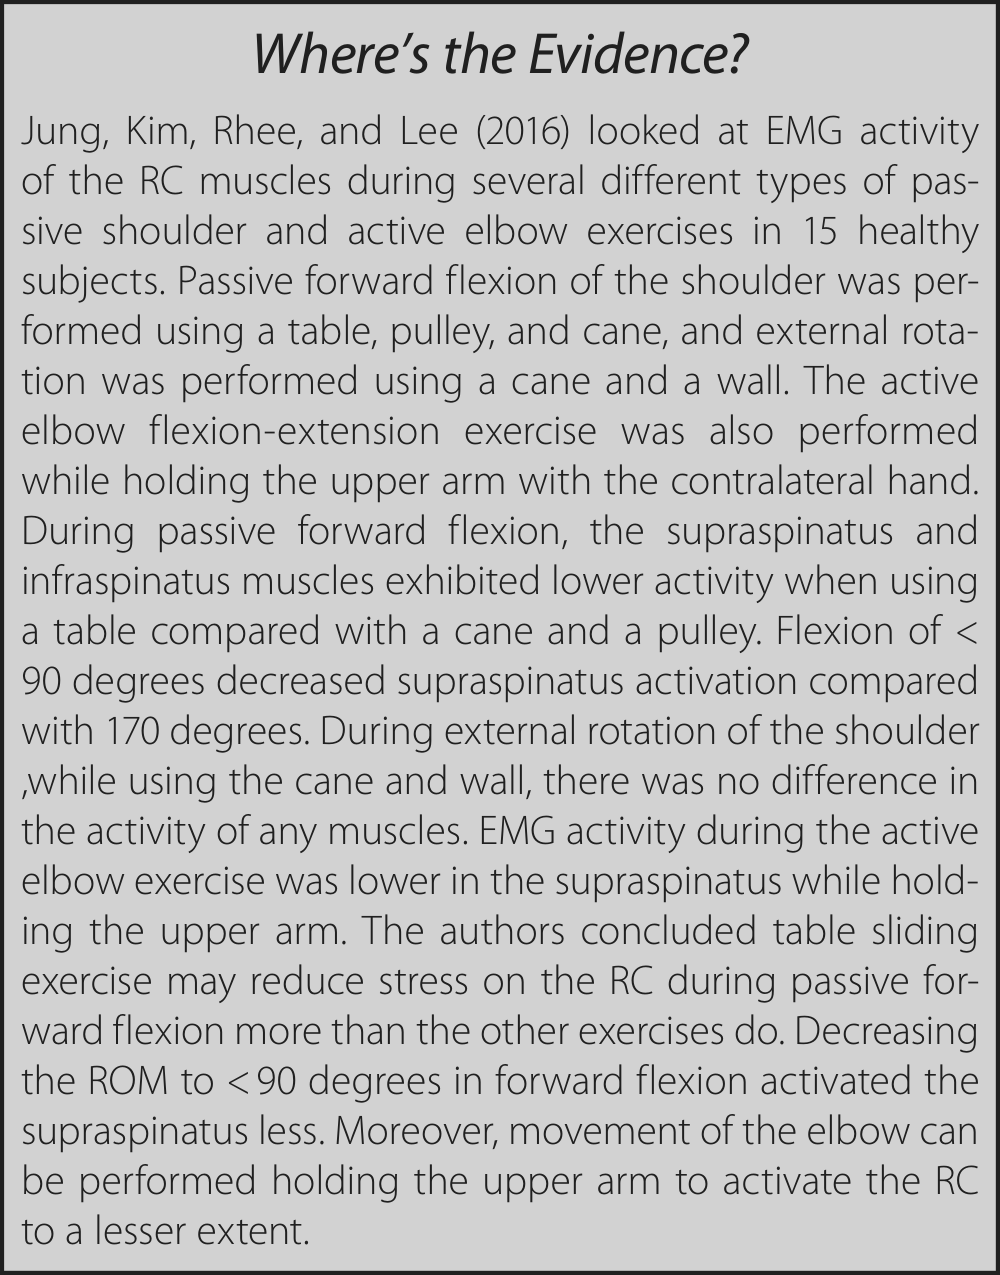 Where’s the Evidence?
Jung, Kim, Rhee, and Lee (2016) looked at EMG activity
of the RC muscles during several different types of pas-
sive shoulder and active elbow exercises in 15 healthy
subjects. Passive forward flexion of the shoulder was per-
formed using a table, pulley, and cane, and external rota-
tion was performed using a cane and a wall. The active
elbow flexion-extension exercise was also performed
while holding the upper arm with the contralateral hand.
During passive forward flexion, the supraspinatus and
infraspinatus muscles exhibited lower activity when using
a table compared with a cane and a pulley. Flexion of <
90 degrees decreased supraspinatus activation compared
with 170 degrees. During external rotation of the shoulder
,while using the cane and wall, there was no difference in
the activity of any muscles. EMG activity during the active
elbow exercise was lower in the supraspinatus while hold-
ing the upper arm. The authors concluded table sliding
exercise may reduce stress on the RC during passive for-
ward flexion more than the other exercises do. Decreasing
the ROM to < 90 degrees in forward flexion activated the
supraspinatus less. Moreover, movement of the elbow can
be performed holding the upper arm to activate the RC
to a lesser extent.